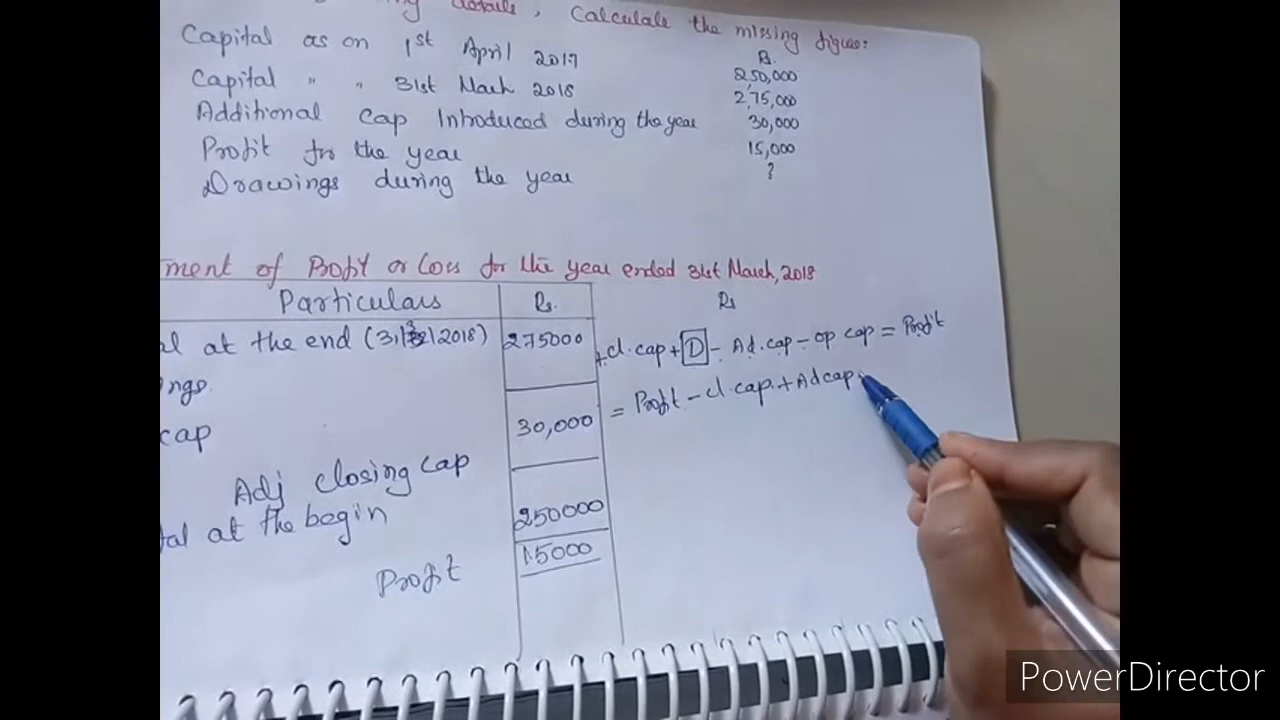 details, Calculate the missing figure:
Rs.
Capital as on 1st April 2017 250,000
Capital " " 31st March 2018 2,75,000
Additional Cap Introduced during the year 30,000
Profit for the year 15,000
Drawings during the year ?
ment of Profit or Loss for the year ended 31st March, 2018
Particulars Rs. Rs
al at the end (31/3/2018) 275000 + cl.cap + D - Ad.cap - op cap = Profit
ngs. = Profit - cl.cap. + Ad cap
cap 30,000
Adj closing cap
tal at the begin 250000
Profit 15000
PowerDirector